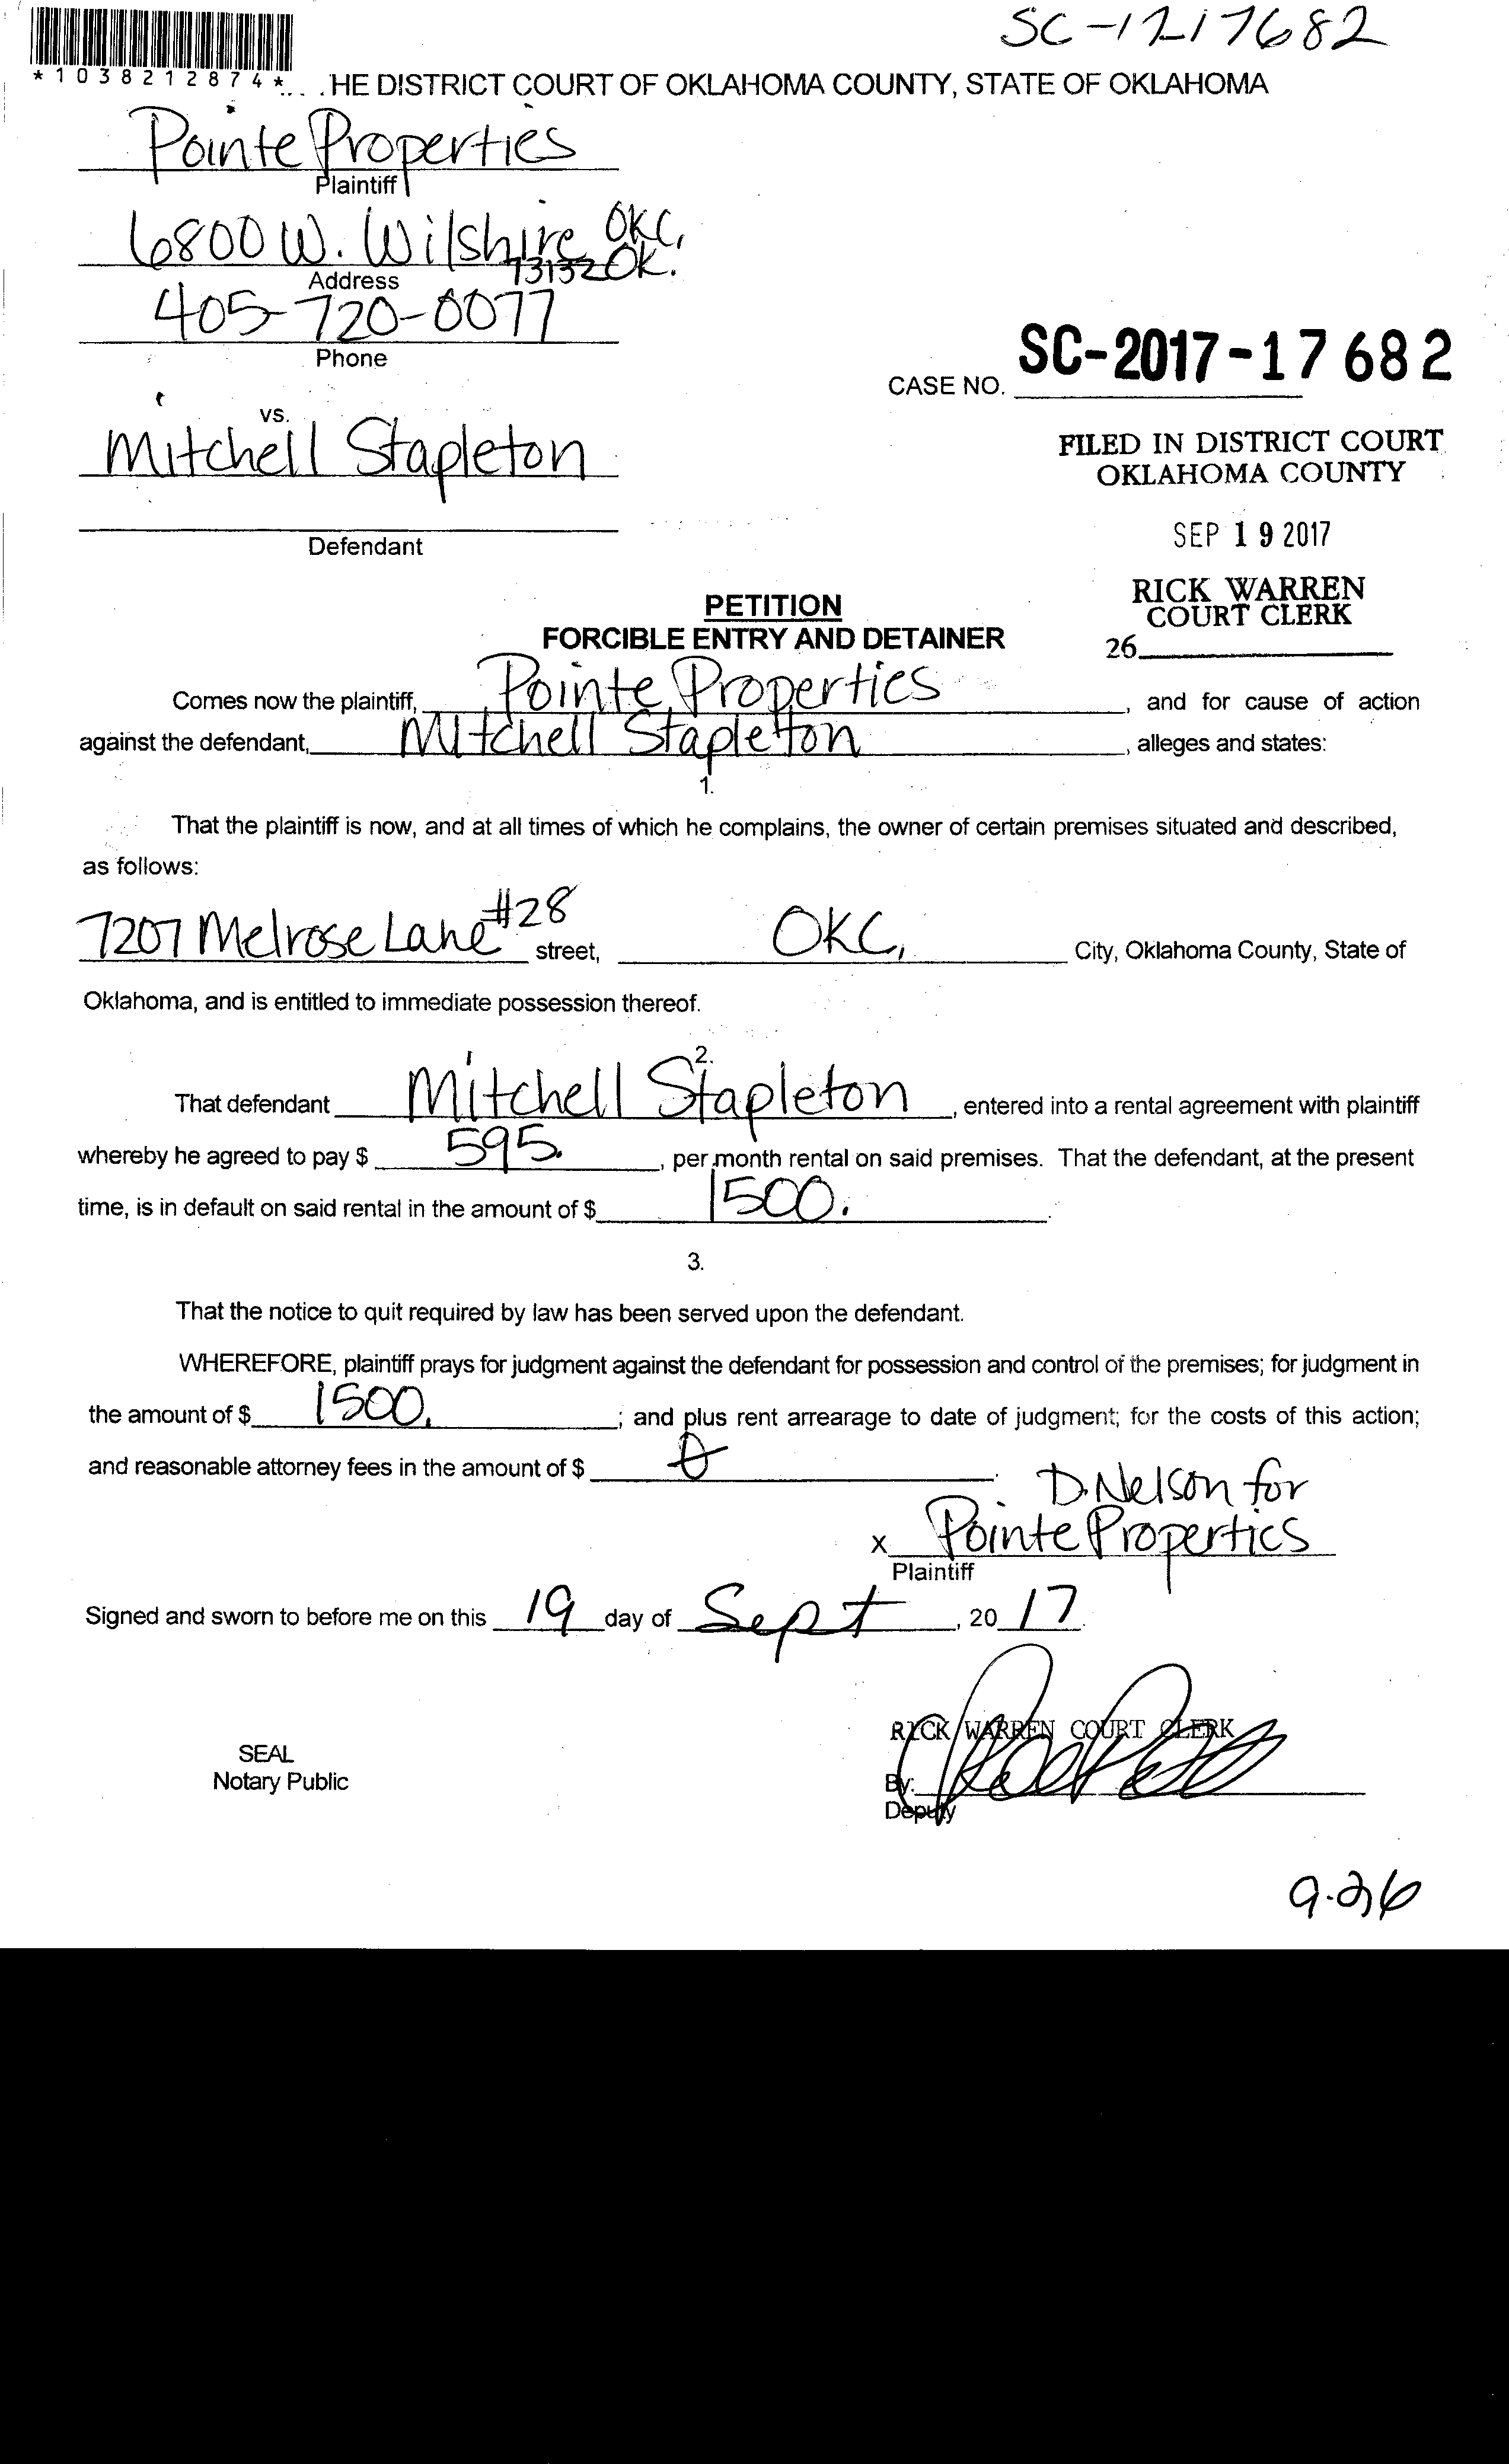 SC-1217682
*1038212874*... .HE DISTRICT COURT OF OKLAHOMA COUNTY, STATE OF OKLAHOMA
Pointe Properties
Plaintiff
6800 W. Wilshire OKC, OK. 73132
Address
405-720-0077
Phone
CASE NO. SC-2017-17682
vs.
Mitchell Stapleton
Defendant
FILED IN DISTRICT COURT
OKLAHOMA COUNTY
SEP 19 2017
RICK WARREN
COURT CLERK
26
PETITION
FORCIBLE ENTRY AND DETAINER
Comes now the plaintiff, Pointe Properties, and for cause of action
against the defendant, Mitchell Stapleton, alleges and states:
1.
That the plaintiff is now, and at all times of which he complains, the owner of certain premises situated and described,
as follows:
7207 Melrose Lane #28 street, OKC, City, Oklahoma County, State of
Oklahoma, and is entitled to immediate possession thereof.
2.
That defendant Mitchell Stapleton, entered into a rental agreement with plaintiff
whereby he agreed to pay $ 595., per month rental on said premises. That the defendant, at the present
time, is in default on said rental in the amount of $ 1500.
3.
That the notice to quit required by law has been served upon the defendant.
WHEREFORE, plaintiff prays for judgment against the defendant for possession and control of the premises; for judgment in
the amount of $ 1500.; and plus rent arrearage to date of judgment; for the costs of this action;
and reasonable attorney fees in the amount of $
D. Nelson for
x Pointe Properties
Plaintiff
Signed and sworn to before me on this 19 day of Sept, 20 17.
RICK WARREN COURT CLERK
SEAL
Notary Public
By:
Deputy
9.26